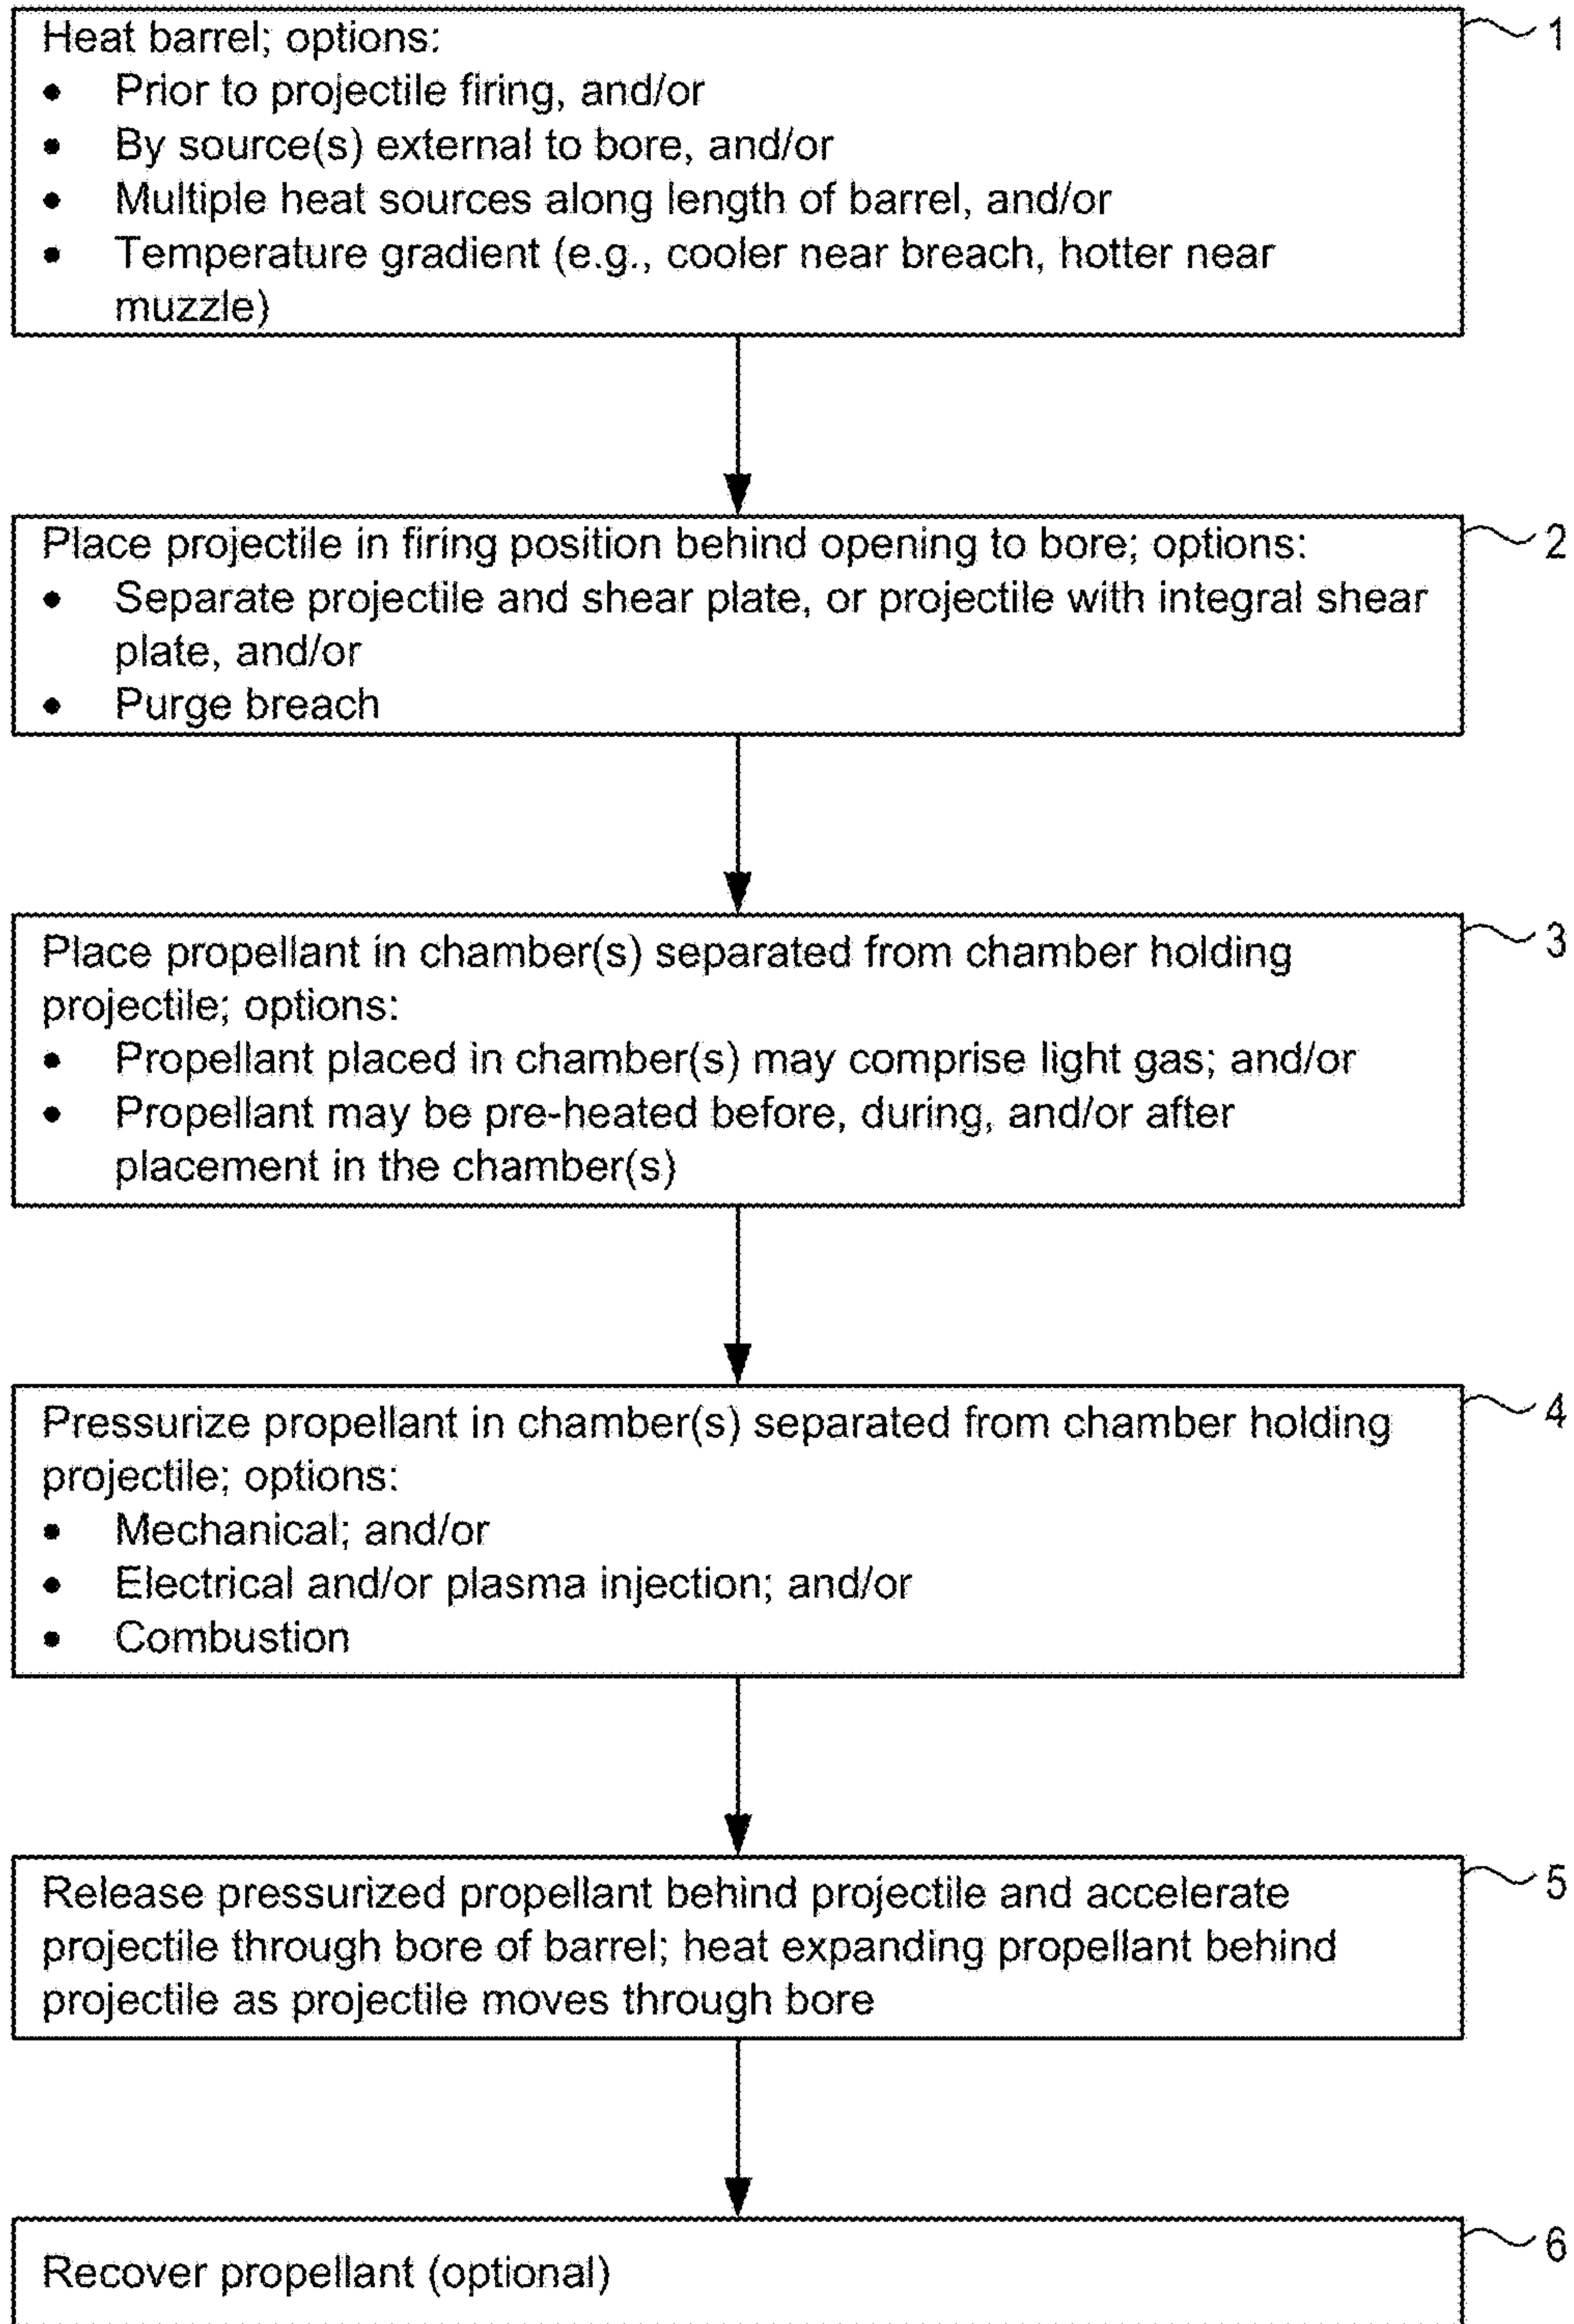 Heat barrel; options:
• Prior to projectile firing, and/or
• By source(s) external to bore, and/or
• Multiple heat sources along length of barrel, and/or
• Temperature gradient (e.g., cooler near breach, hotter near
muzzle)
1
Place projectile in firing position behind opening to bore; options:
• Separate projectile and shear plate, or projectile with integral shear
plate, and/or
• Purge breach
2
Place propellant in chamber(s) separated from chamber holding
projectile; options:
• Propellant placed in chamber(s) may comprise light gas; and/or
• Propellant may be pre-heated before, during, and/or after
placement in the chamber(s)
3
Pressurize propellant in chamber(s) separated from chamber holding
projectile; options:
• Mechanical; and/or
• Electrical and/or plasma injection; and/or
• Combustion
4
Release pressurized propellant behind projectile and accelerate
projectile through bore of barrel; heat expanding propellant behind
projectile as projectile moves through bore
5
Recover propellant (optional)
6